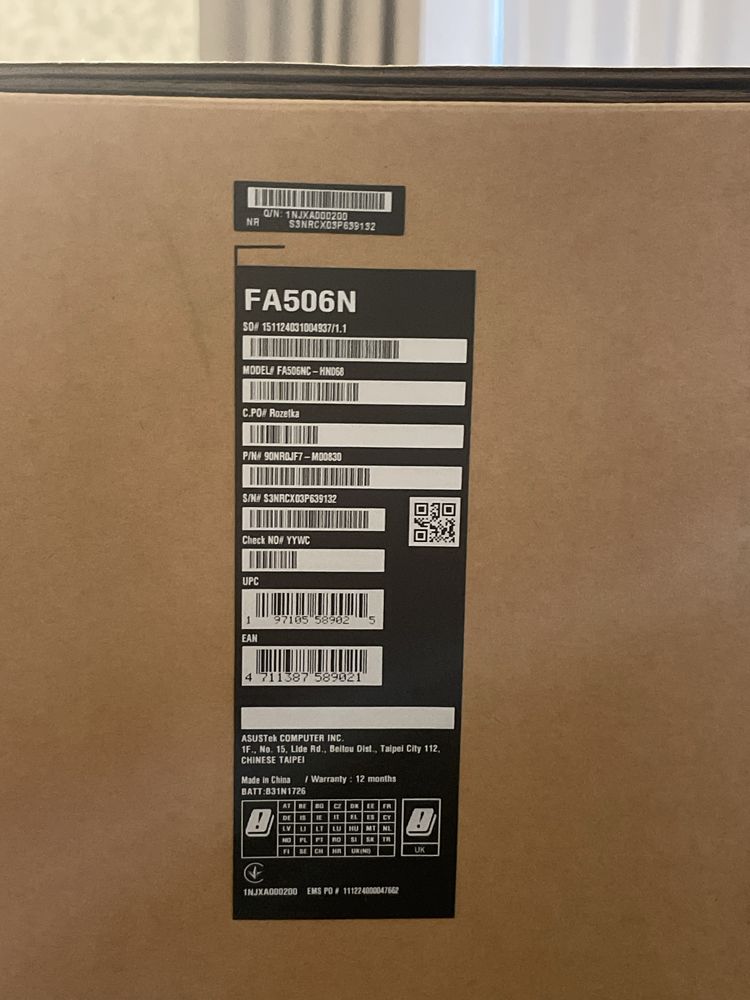 Q/N: 1NJXA000200
NR S3NRCX03P639132
FA506N
SO# 151124031004937/1.1
MODEL# FA506NC-HN068
C.PO# Rozetka
P/N# 90NR0JF7-M00830
S/N# S3NRCX03P639132
Check NO# YYWC
UPC
1 97105 58902 5
EAN
4 711387 589021
ASUSTek COMPUTER INC.
1F., No. 15, Lide Rd., Beitou Dist., Taipei City 112,
CHINESE TAIPEI
Made in China / Warranty : 12 months
BATT:B31N1726
AT BE BG CZ DK EE FR
DE IS IE IT EL ES CY
LV LI LT LU HU MT NL
NO PL PT RO SI SK TR
FI SE CH HR UK(NI)
UK
1NJXA000200 EMS PO # 111224000047662